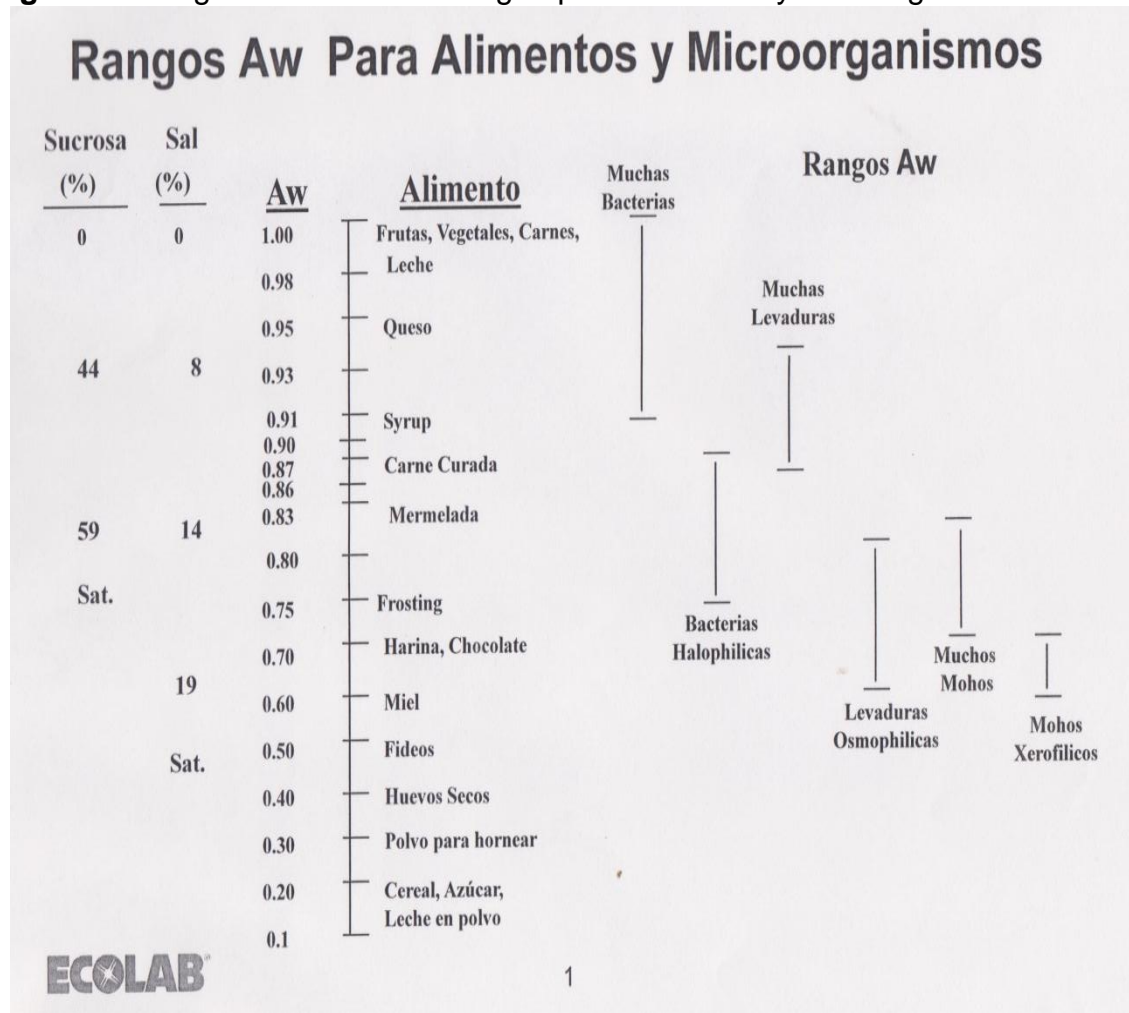 Rangos Aw Para Alimentos y Microorganismos
Sucrosa
(%)
Sal
(%)
Aw
Alimento
Muchas
Bacterias
Rangos Aw
0 0 1.00 Frutas, Vegetales, Carnes,
Leche
0.98
Muchas
Levaduras
0.95 Queso
44 8 0.93
0.91 Syrup
0.90
0.87 Carne Curada
0.86
0.83 Mermelada
59 14
0.80
Sat.
0.75 Frosting
Bacterias
Halophilicas
0.70 Harina, Chocolate
Muchos
Mohos
19
0.60 Miel
Levaduras
Osmophilicas
Mohos
Xerofilicos
0.50 Fideos
Sat.
0.40 Huevos Secos
0.30 Polvo para hornear
0.20 Cereal, Azúcar,
Leche en polvo
0.1
ECOLAB®
1